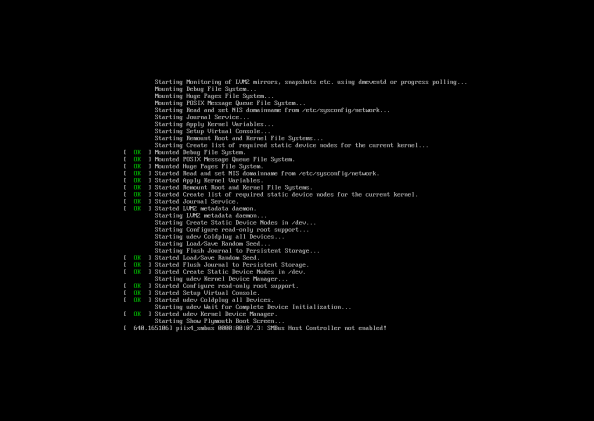 Starting Monitoring of LVM2 mirrors, snapshots etc. using dmeventd or progress polling...
Mounting Debug File System...
Mounting Huge Pages File System...
Mounting POSIX Message Queue File System...
Starting Read and set NIS domainname from /etc/sysconfig/network...
Starting Journal Service...
Starting Apply Kernel Variables...
Starting Setup Virtual Console...
Starting Remount Root and Kernel File Systems...
Starting Create list of required static device nodes for the current kernel...
[ OK ] Mounted Debug File System.
[ OK ] Mounted POSIX Message Queue File System.
[ OK ] Mounted Huge Pages File System.
[ OK ] Started Read and set NIS domainname from /etc/sysconfig/network.
[ OK ] Started Apply Kernel Variables.
[ OK ] Started Remount Root and Kernel File Systems.
[ OK ] Started Create list of required static device nodes for the current kernel.
[ OK ] Started Journal Service.
[ OK ] Started LVM2 metadata daemon.
Starting LVM2 metadata daemon...
Starting Create Static Device Nodes in /dev...
Starting Configure read-only root support...
Starting udev Coldplug all Devices...
Starting Load/Save Random Seed...
Starting Flush Journal to Persistent Storage...
[ OK ] Started Load/Save Random Seed.
[ OK ] Started Flush Journal to Persistent Storage.
[ OK ] Started Create Static Device Nodes in /dev.
Starting udev Kernel Device Manager...
[ OK ] Started Configure read-only root support.
[ OK ] Started Setup Virtual Console.
[ OK ] Started udev Coldplug all Devices.
Starting udev Wait for Complete Device Initialization...
[ OK ] Started udev Kernel Device Manager.
Starting Show Plymouth Boot Screen...
[ 640.165106] piix4_smbus 0000:00:07.3: SMBus Host Controller not enabled!